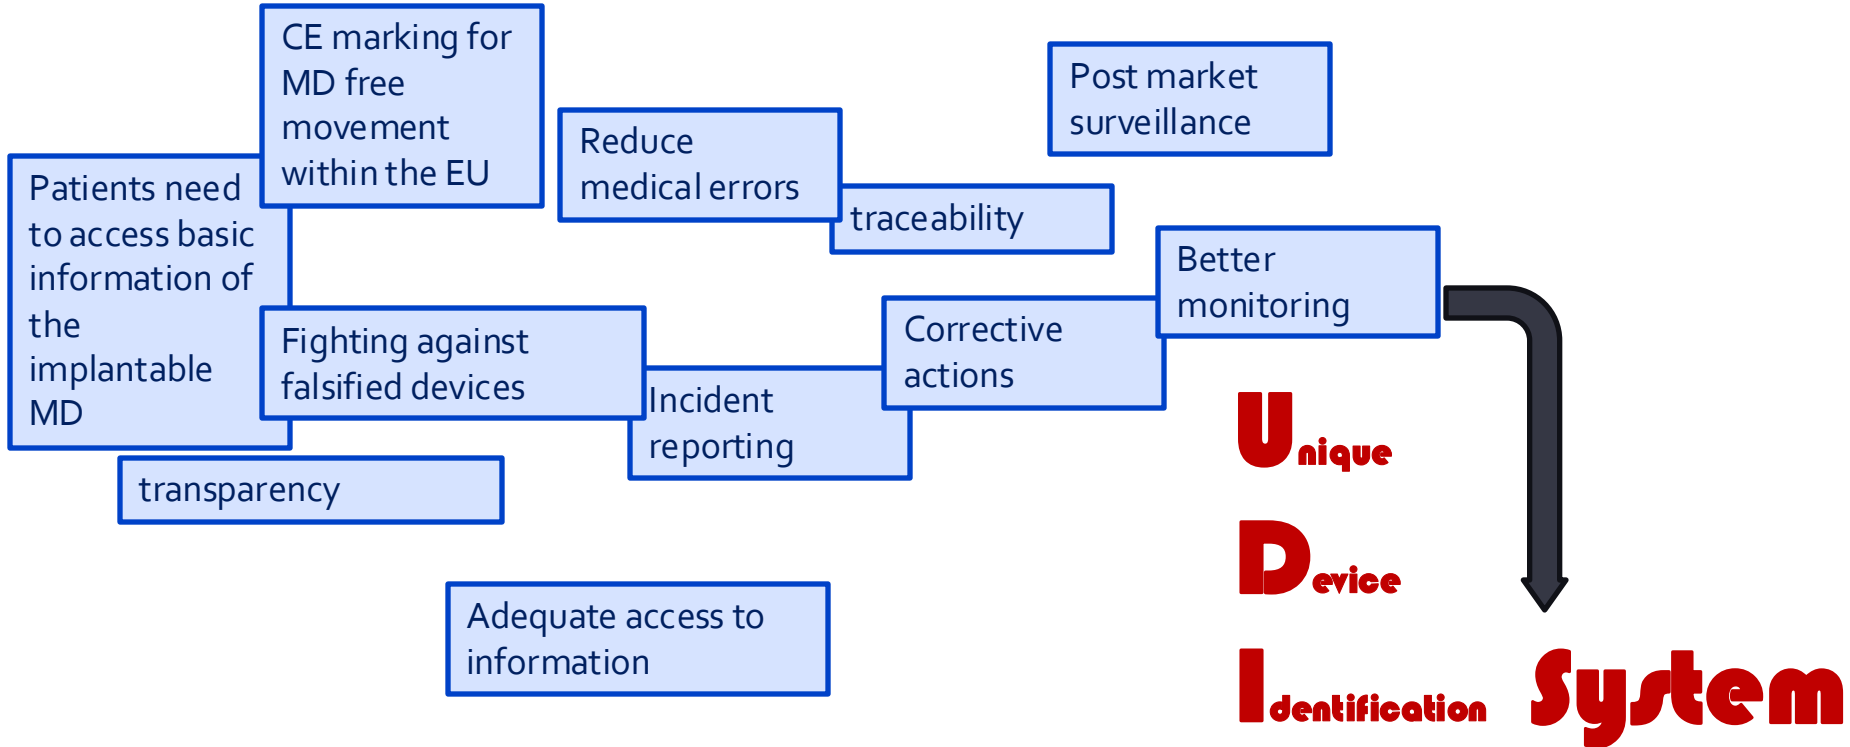 CE marking for
MD free
movement
within the EU
Post market
surveillance
Reduce
medical errors
Patients need
to access basic
information of
the
implantable
MD
traceability
Better
monitoring
Fighting against
falsified devices
Corrective
actions
Incident
reporting
transparency
Adequate access to
information
Unique
Device
Identification System